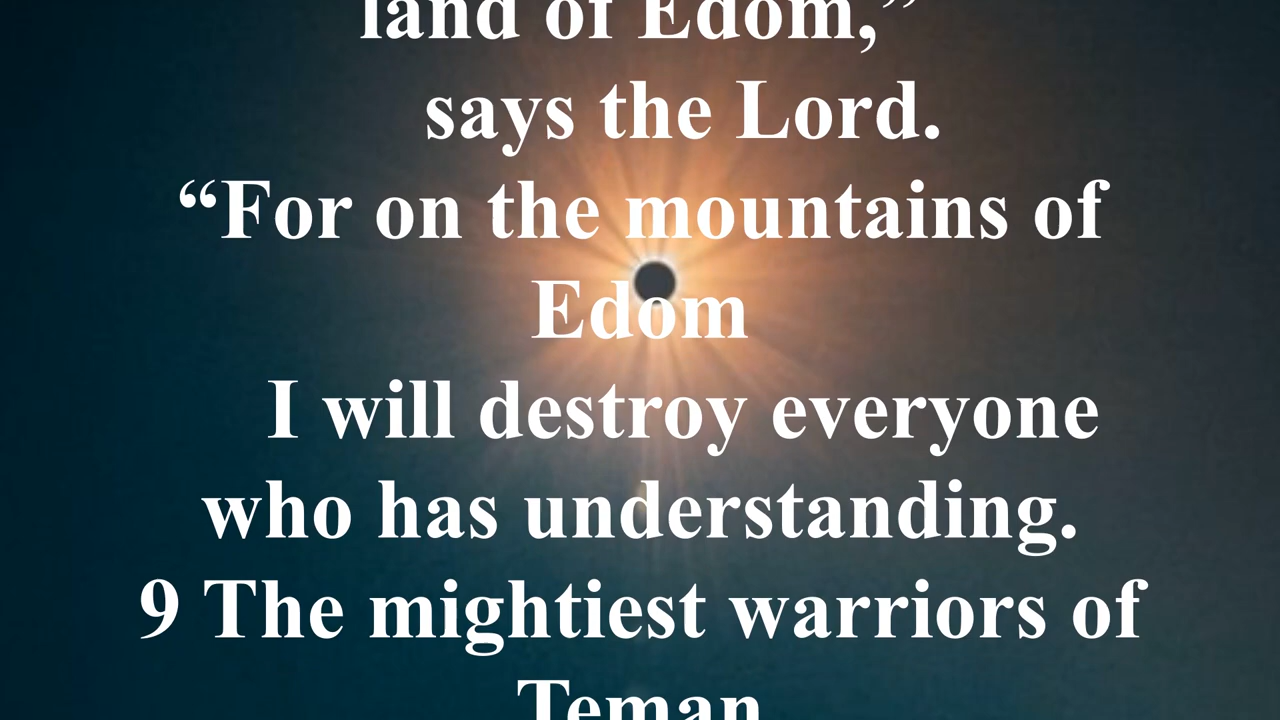 land of Edom,”
says the Lord.
“For on the mountains of
Edom
I will destroy everyone
who has understanding.
9 The mightiest warriors of
Teman